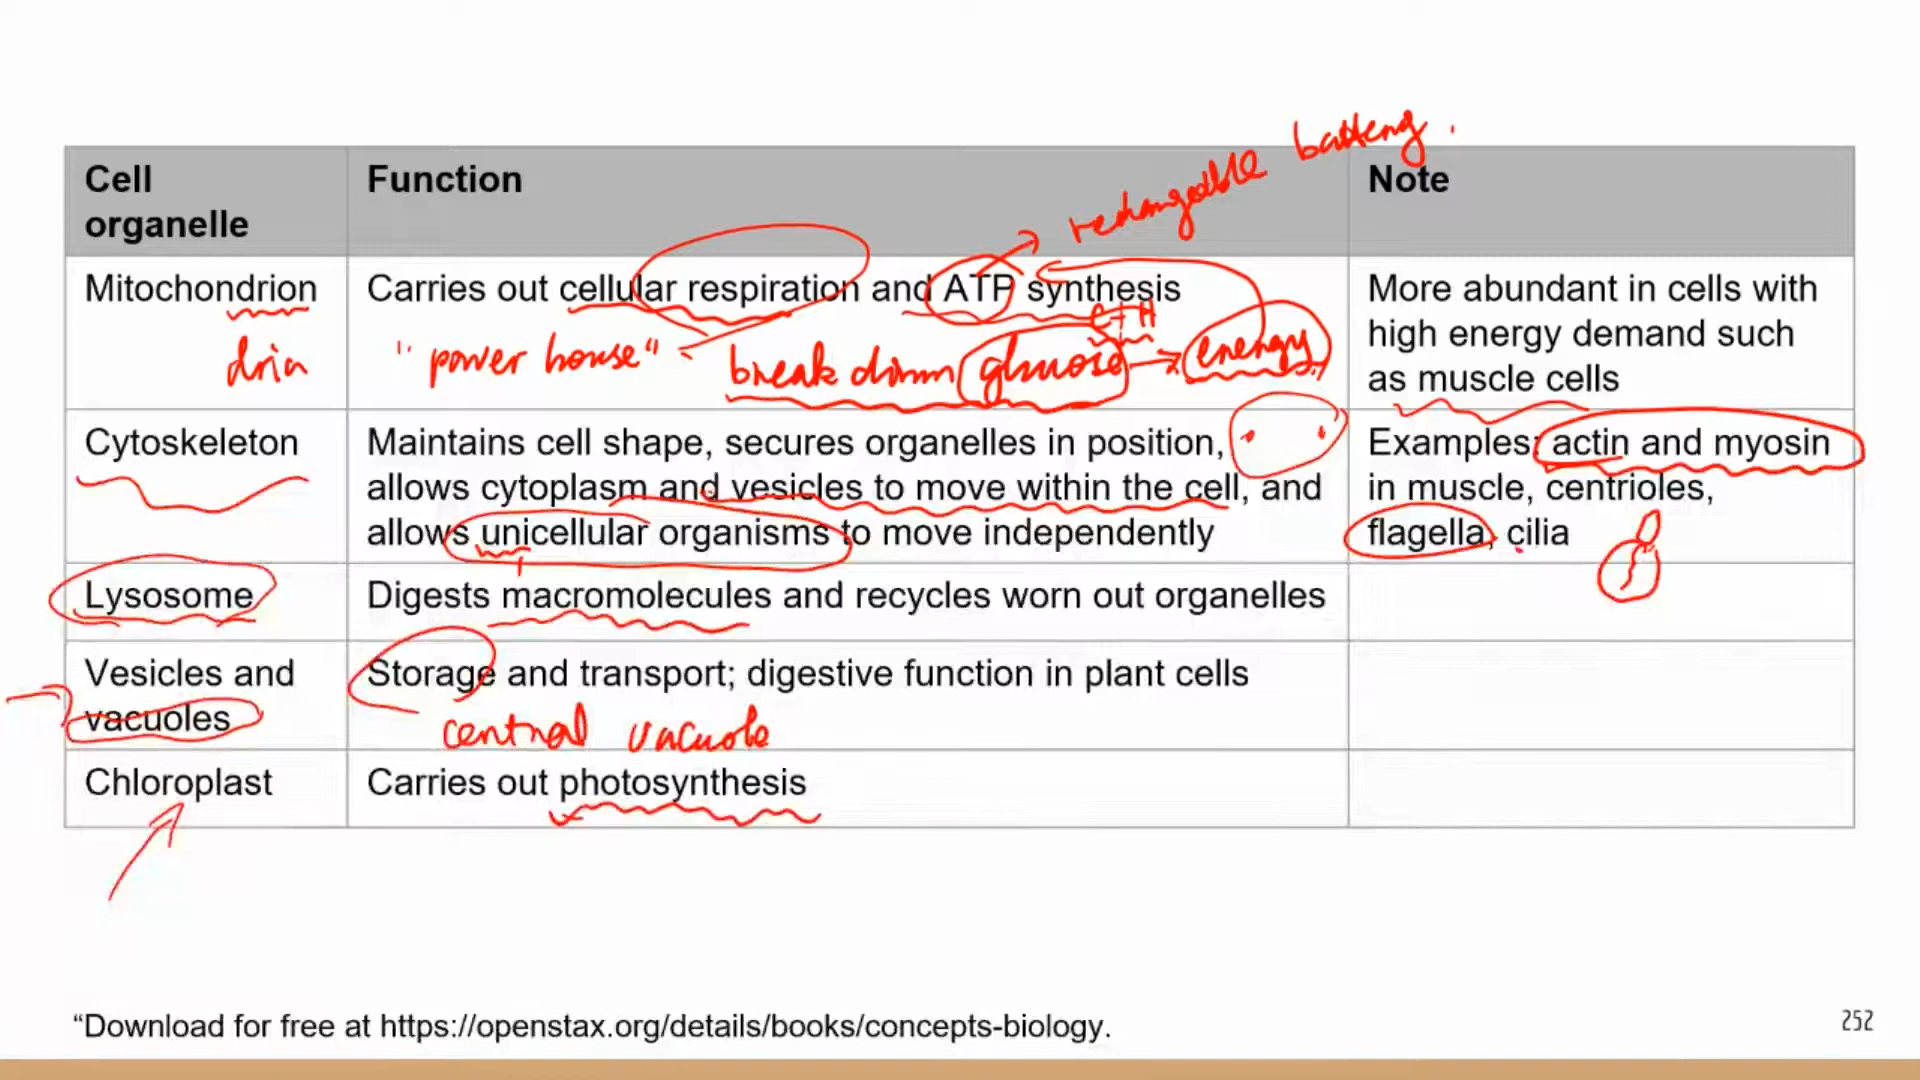 rechargeable battery.
Cell
organelle
Function
Note
Mitochondrion
dria
Carries out cellular respiration and ATP synthesis
C-H
"power house"
break down glucose → energy
More abundant in cells with
high energy demand such
as muscle cells
Cytoskeleton
Maintains cell shape, secures organelles in position,
allows cytoplasm and vesicles to move within the cell, and
allows unicellular organisms to move independently
Examples: actin and myosin
in muscle, centrioles,
flagella, cilia
Lysosome
Digests macromolecules and recycles worn out organelles
Vesicles and
vacuoles
Storage and transport; digestive function in plant cells
central vacuole
Chloroplast
Carries out photosynthesis
“Download for free at https://openstax.org/details/books/concepts-biology.
252